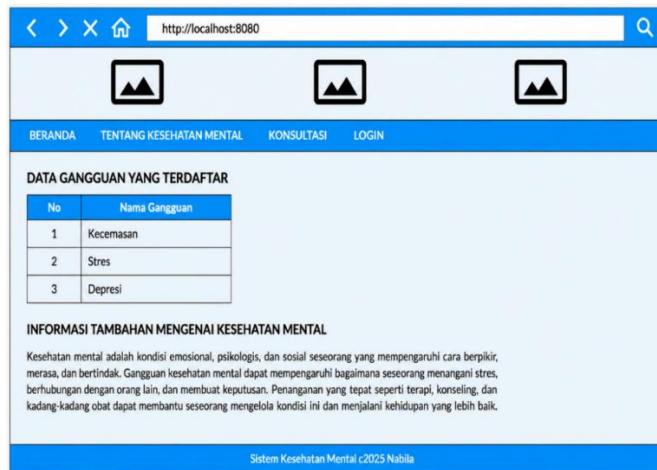 http://localhost:8080
BERANDA TENTANG KESEHATAN MENTAL KONSULTASI LOGIN
DATA GANGGUAN YANG TERDAFTAR
No Nama Gangguan
1 Kecemasan
2 Stres
3 Depresi
INFORMASI TAMBAHAN MENGENAI KESEHATAN MENTAL
Kesehatan mental adalah kondisi emosional, psikologis, dan sosial seseorang yang mempengaruhi cara berpikir,
merasa, dan bertindak. Gangguan kesehatan mental dapat mempengaruhi bagaimana seseorang menangani stres,
berhubungan dengan orang lain, dan membuat keputusan. Penanganan yang tepat seperti terapi, konseling, dan
kadang-kadang obat dapat membantu seseorang mengelola kondisi ini dan menjalani kehidupan yang lebih baik.
Sistem Kesehatan Mental c2025 Nabila